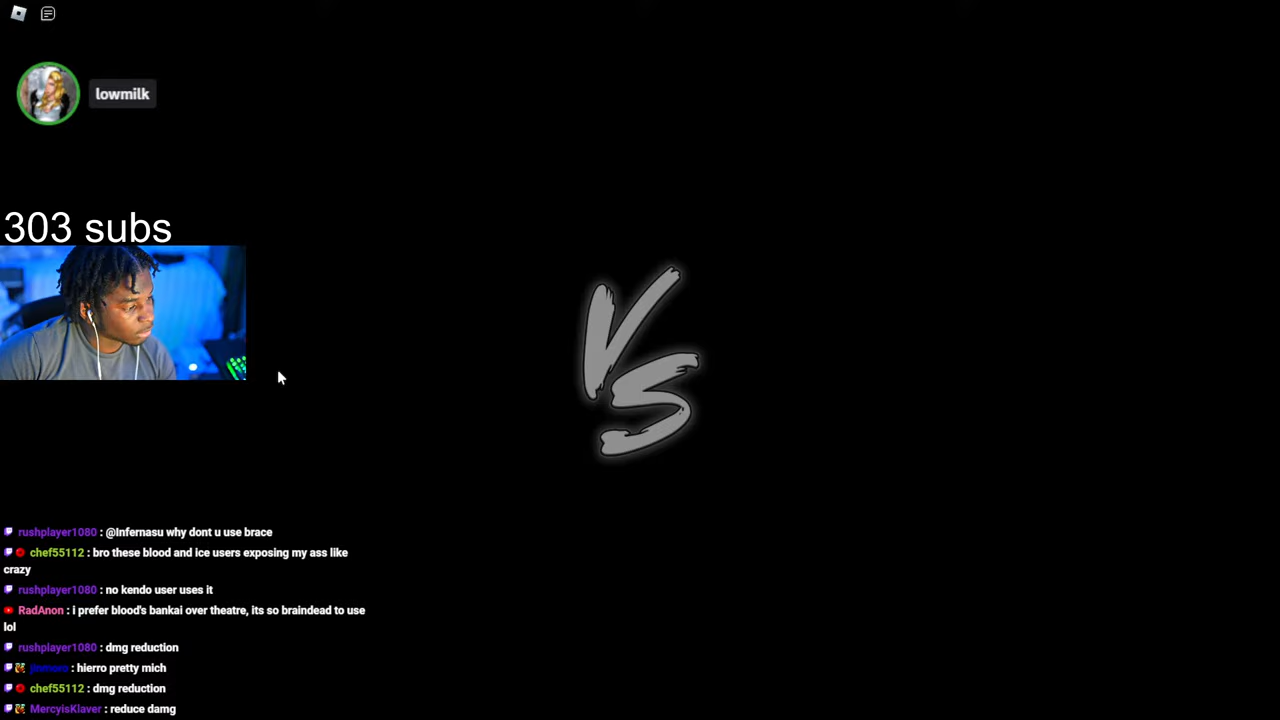 lowmilk
303 subs
VS
rushplayer1080 : @Infernasu why dont u use brace
chef55112 : bro these blood and ice users exposing my ass like
crazy
rushplayer1080 : no kendo user uses it
RadAnon : i prefer blood's bankai over theatre, its so braindead to use
lol
rushplayer1080 : dmg reduction
: hierro pretty mich
chef55112 : dmg reduction
MercyisKlaver : reduce damg